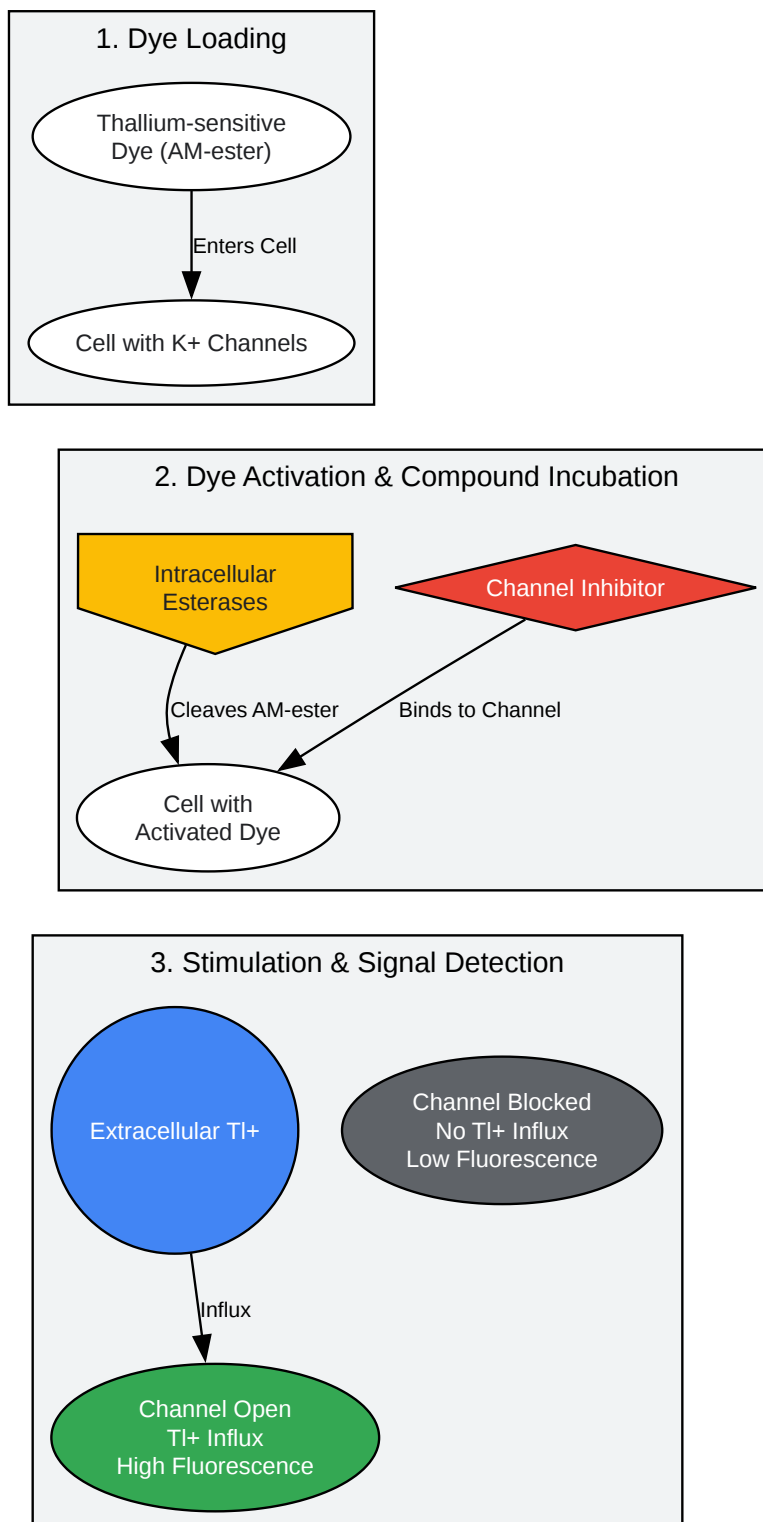 1. Dye Loading
Thallium-sensitive
Dye (AM-ester)
Enters Cell
Cell with K+ Channels
2. Dye Activation & Compound Incubation
Intracellular
Esterases
Channel Inhibitor
Cleaves AM-ester
Binds to Channel
Cell with
Activated Dye
3. Stimulation & Signal Detection
Extracellular Tl+
Channel Blocked
No Tl+ Influx
Low Fluorescence
Influx
Channel Open
Tl+ Influx
High Fluorescence